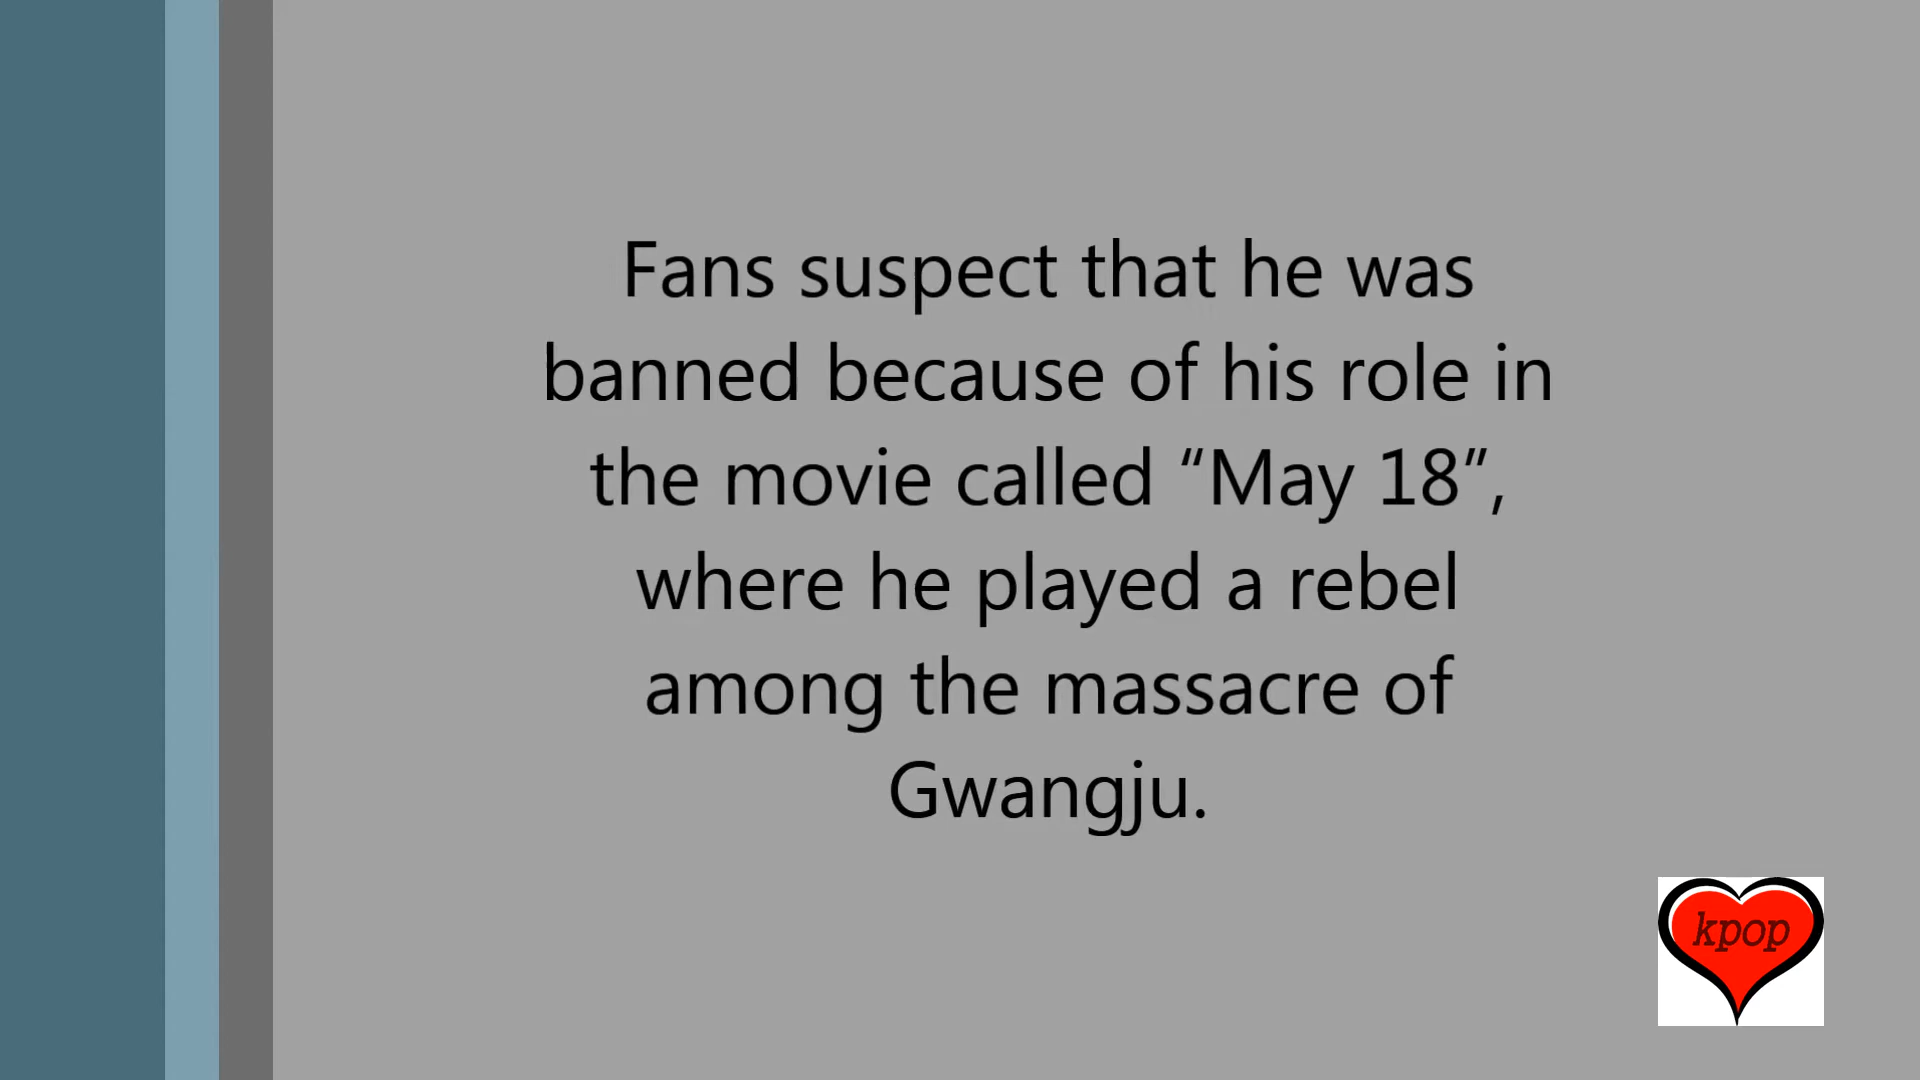 Fans suspect that he was
banned because of his role in
the movie called “May 18”,
where he played a rebel
among the massacre of
Gwangju.
kpop